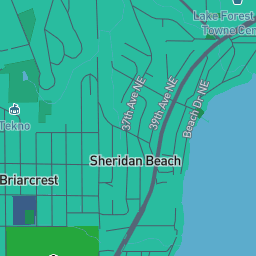 Lake Forest
Towne Cen
37th Ave NE
39th Ave NE
Beach Dr NE
Tekno
Sheridan Beach
Briarcrest